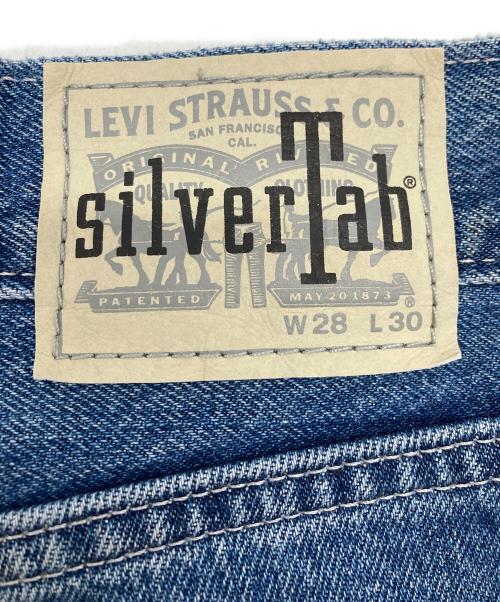 LEVI STRAUSS & CO.
SAN FRANCISCO
CAL.
ORIGINAL RIVETED
QUALITY CLOTHING
silverTab®
PATENTED MAY 20 1873 ®
W28 L30